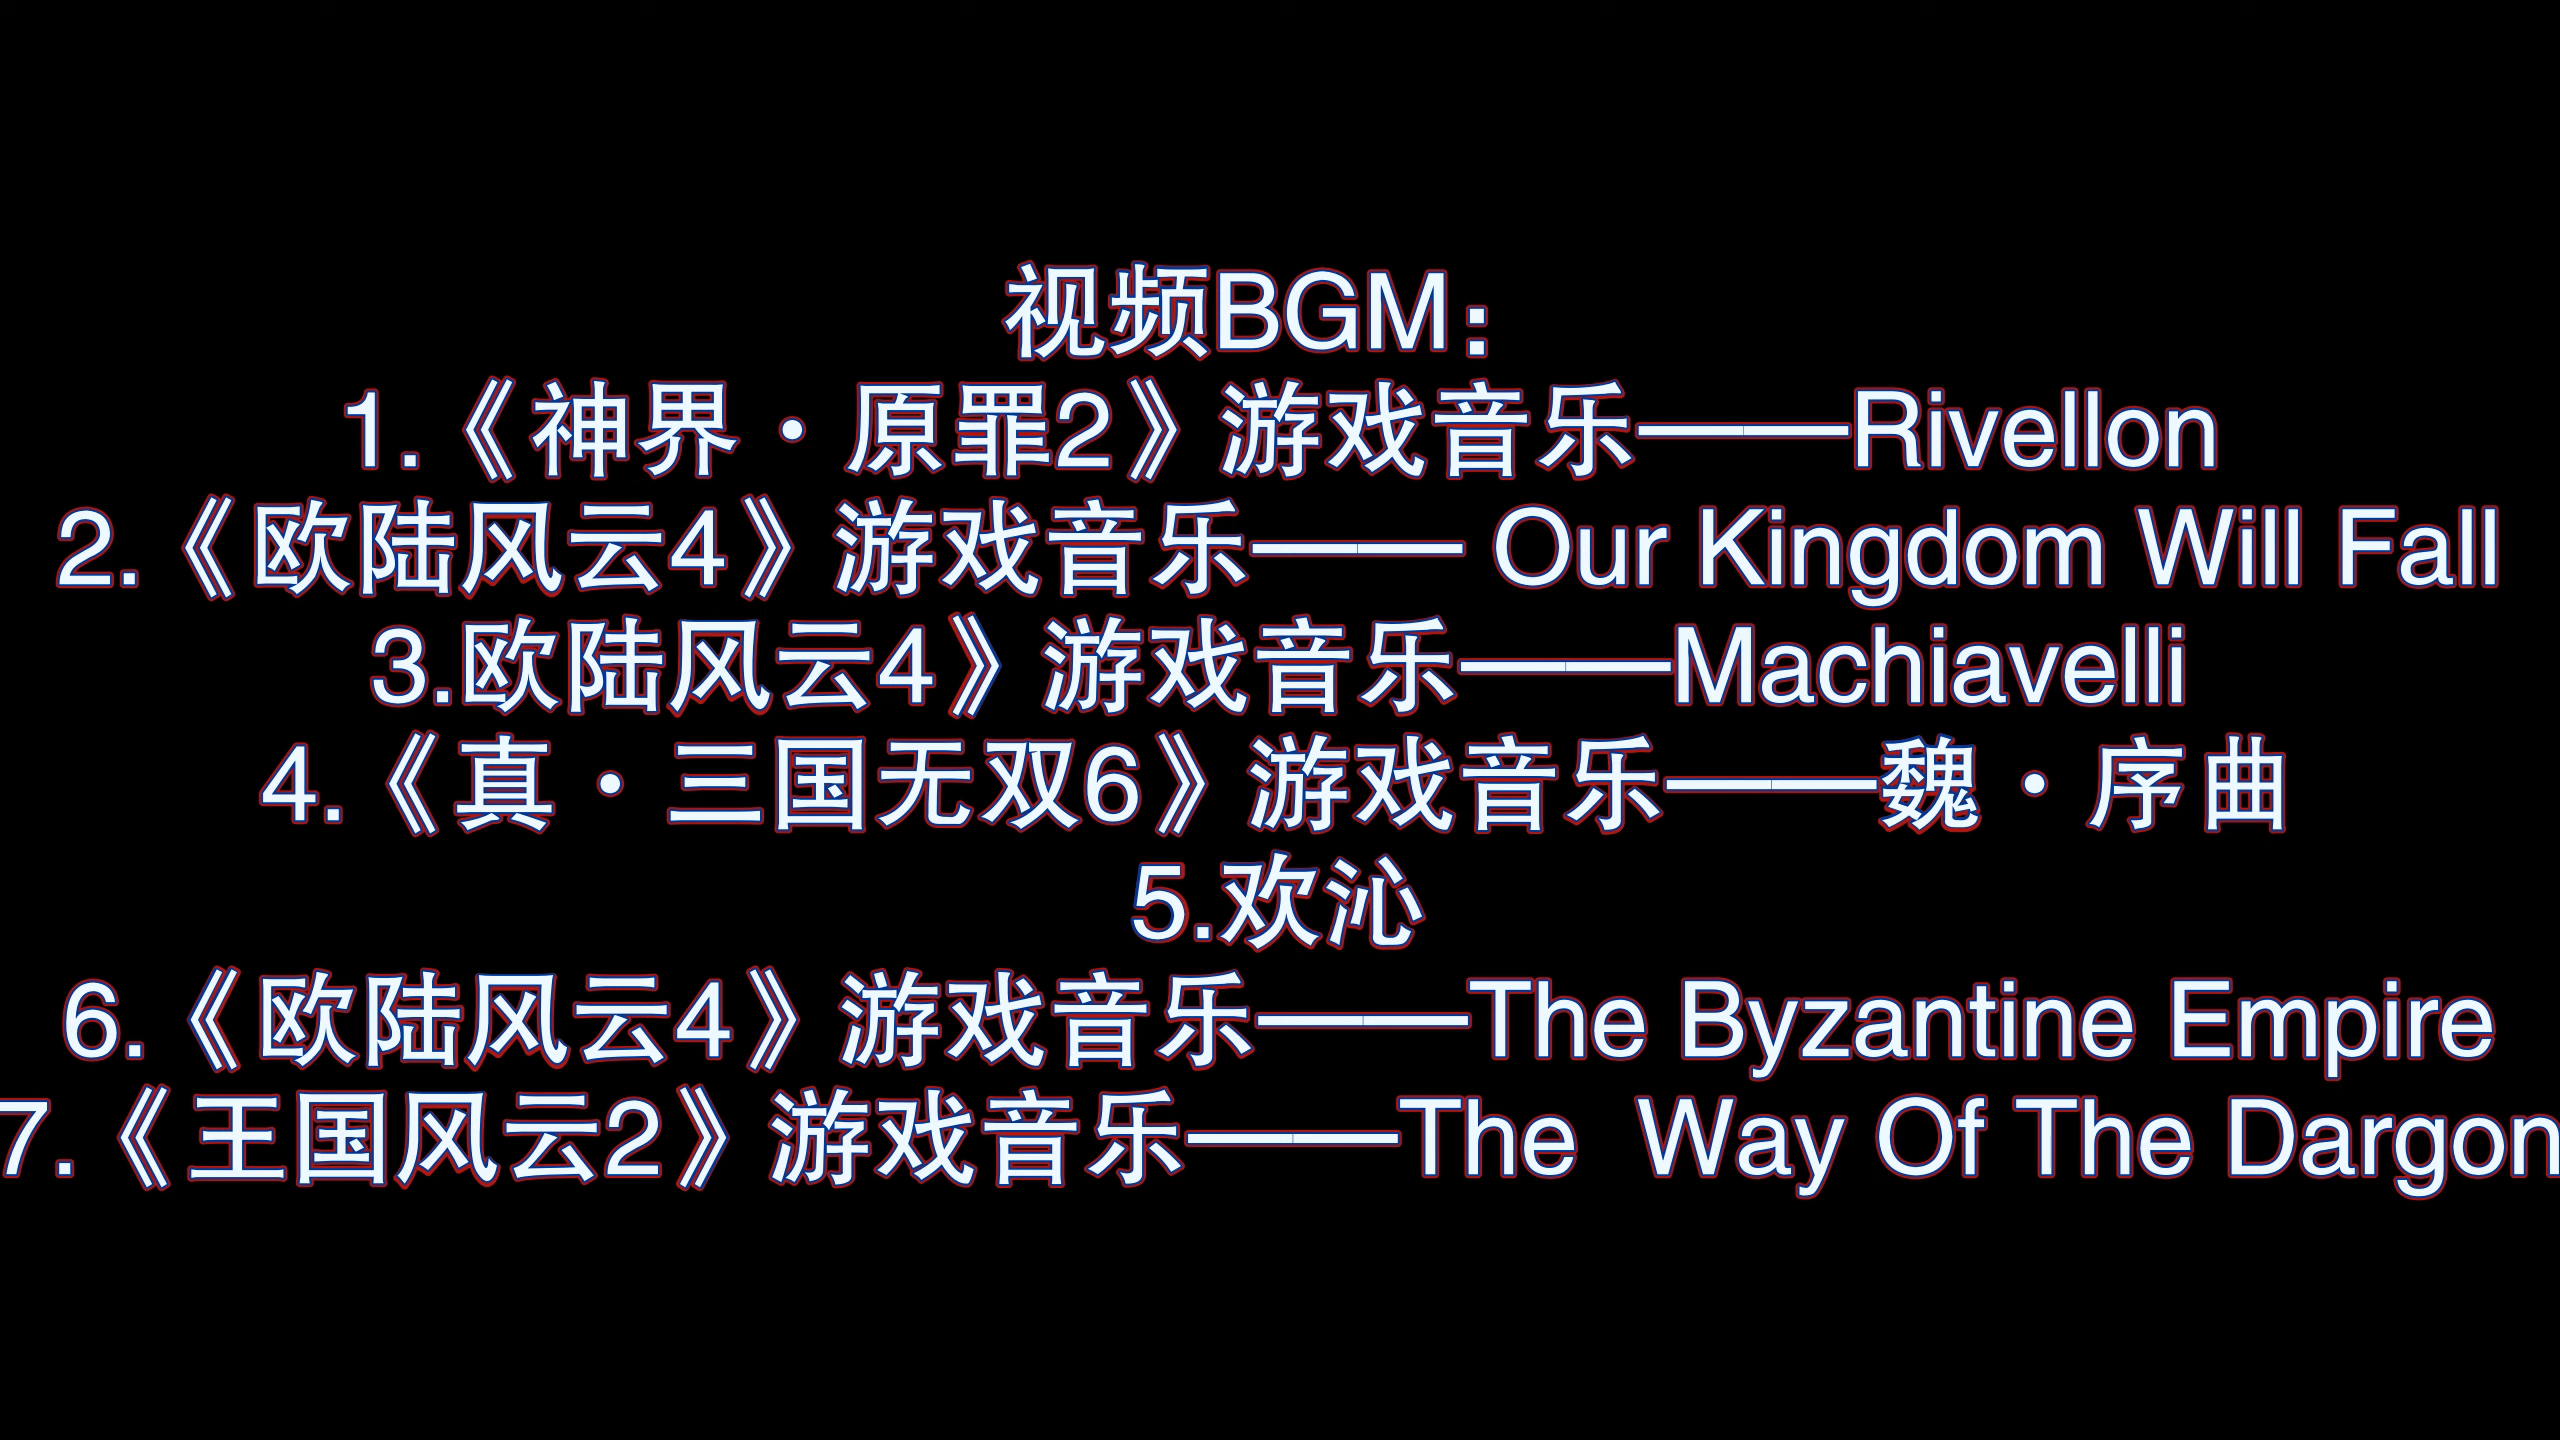 视频BGM：
1.《神界·原罪2》游戏音乐——Rivellon
2.《欧陆风云4》游戏音乐—— Our Kingdom Will Fall
3.欧陆风云4》游戏音乐——Machiavelli
4.《真·三国无双6》游戏音乐——魏·序曲
5.欢沁
6.《欧陆风云4》游戏音乐——The Byzantine Empire
7.《王国风云2》游戏音乐——The  Way Of The Dargon